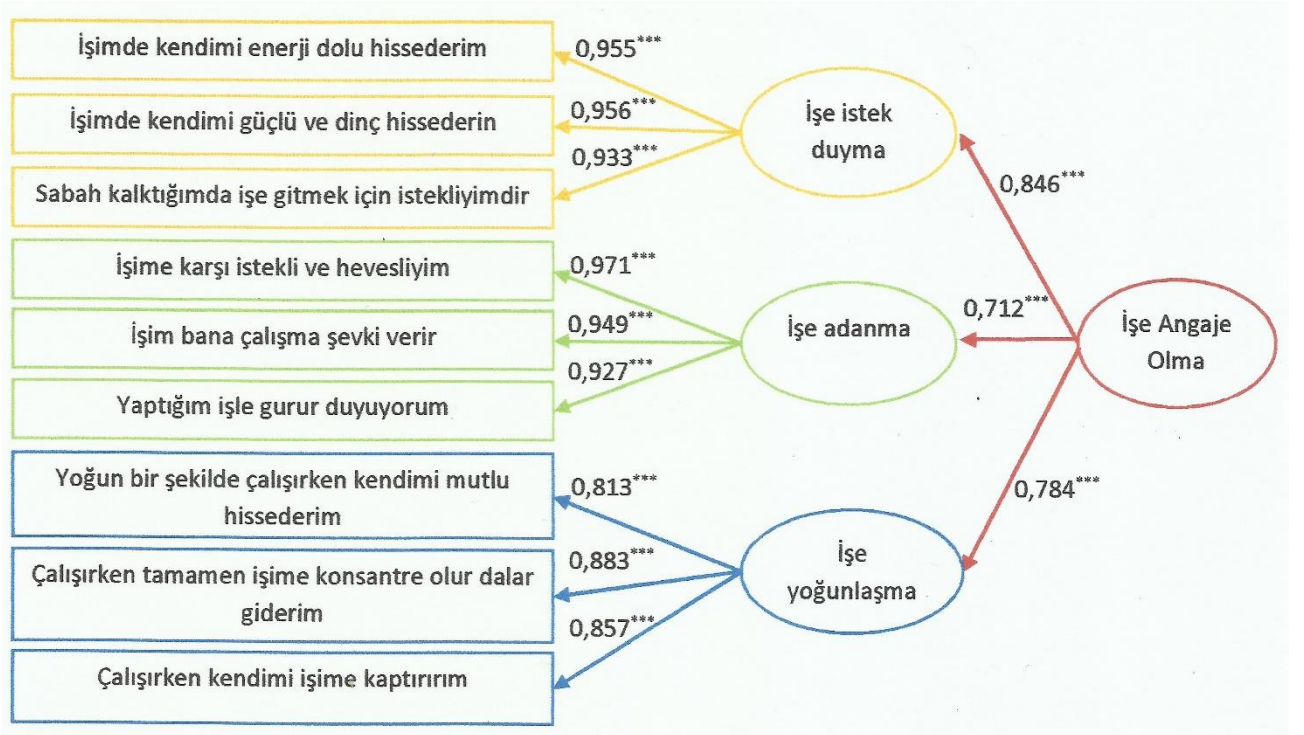 İşimde kendimi enerji dolu hissederim
0,955***
İşimde kendimi güçlü ve dinç hissederin
0,956***
Sabah kalktığımda işe gitmek için istekliyimdir
0,933***
İşe istek
duyma
0,846***
İşime karşı istekli ve hevesliyim
0,971***
İşim bana çalışma şevki verir
0,949***
Yaptığım işle gurur duyuyorum
0,927***
İşe adanma
0,712***
İşe Angaje
Olma
Yoğun bir şekilde çalışırken kendimi mutlu
hissederim
0,813***
Çalışırken tamamen işime konsantre olur dalar
giderim
0,883***
Çalışırken kendimi işime kaptırırım
0,857***
İşe
yoğunlaşma
0,784***